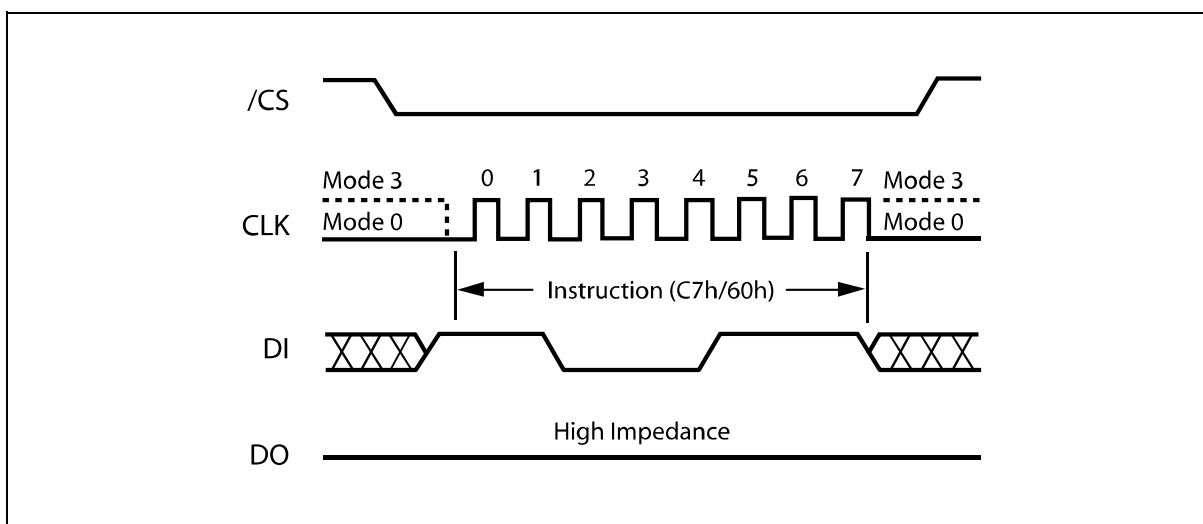 /CS
Mode 3 0 1 2 3 4 5 6 7 Mode 3
CLK Mode 0 Mode 0
Instruction (C7h/60h)
DI
High Impedance
DO